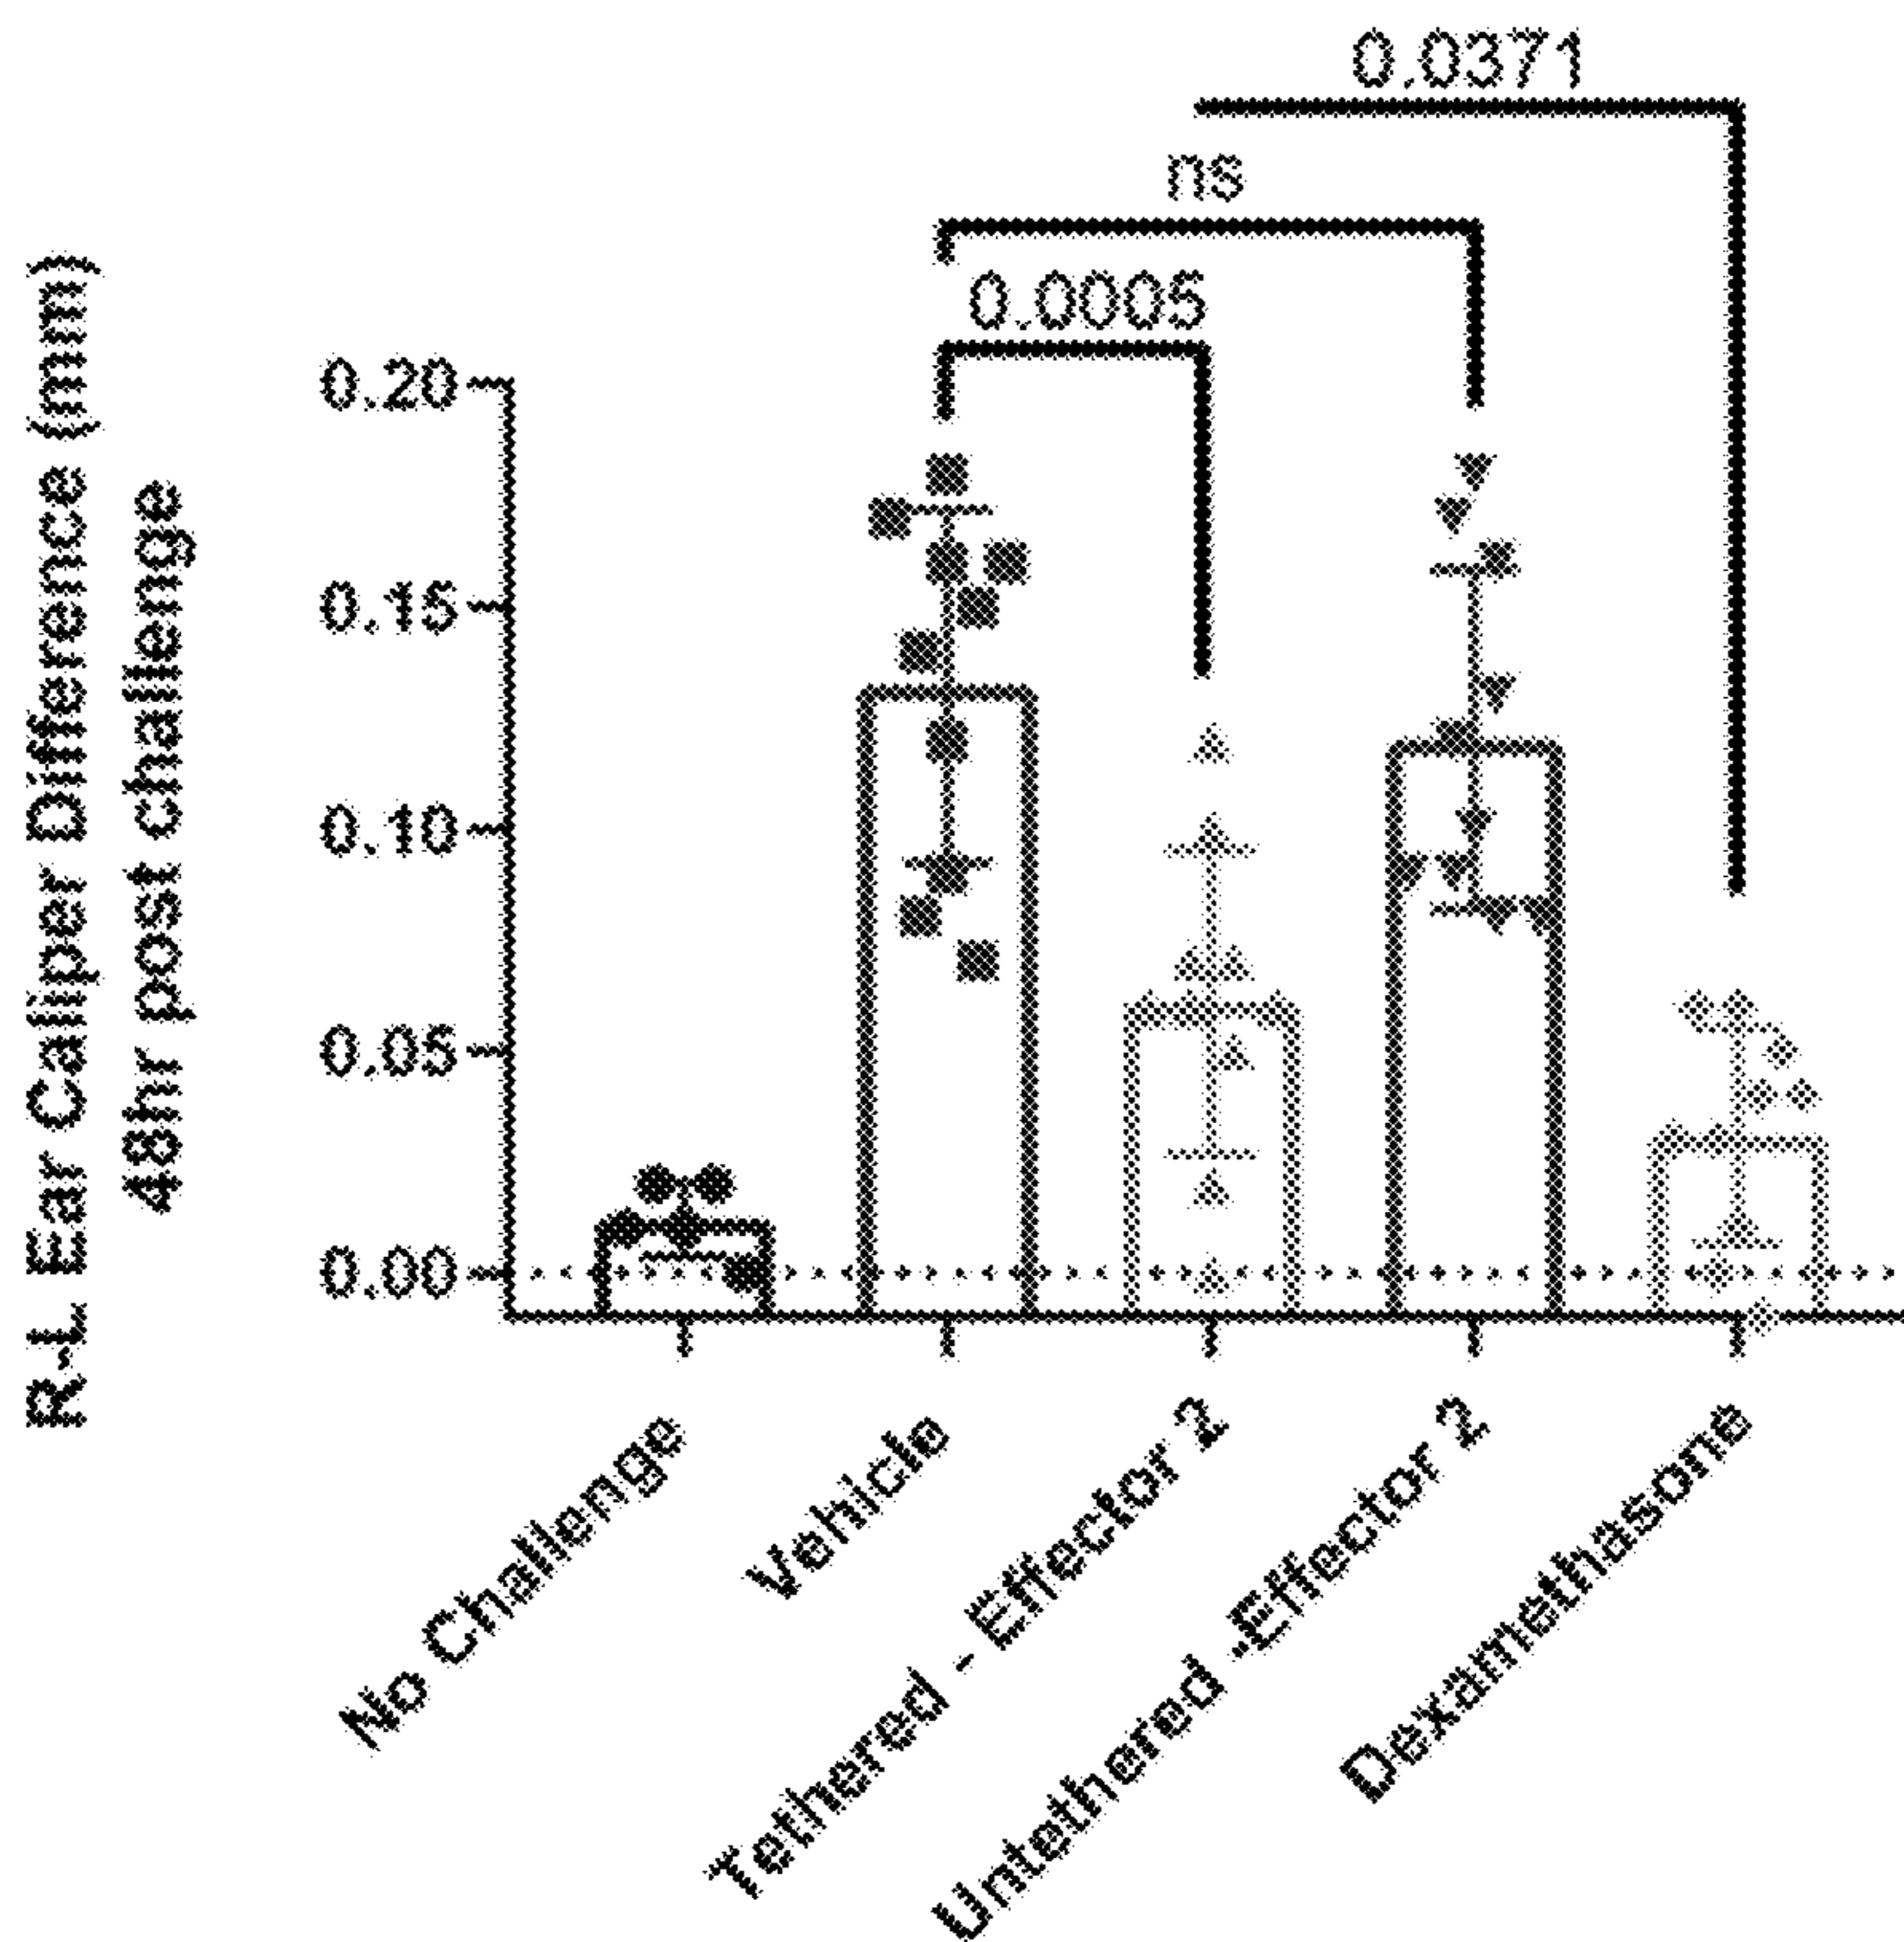 0.0371
ns
0.0005
R-L Ear Caliper Difference (mm)
48hr post challenge
0.20
0.15
0.10
0.05
0.00
No Challenge
Vehicle
Tethered - Effector 2
Untethered -Effector 2
Dexamethasone